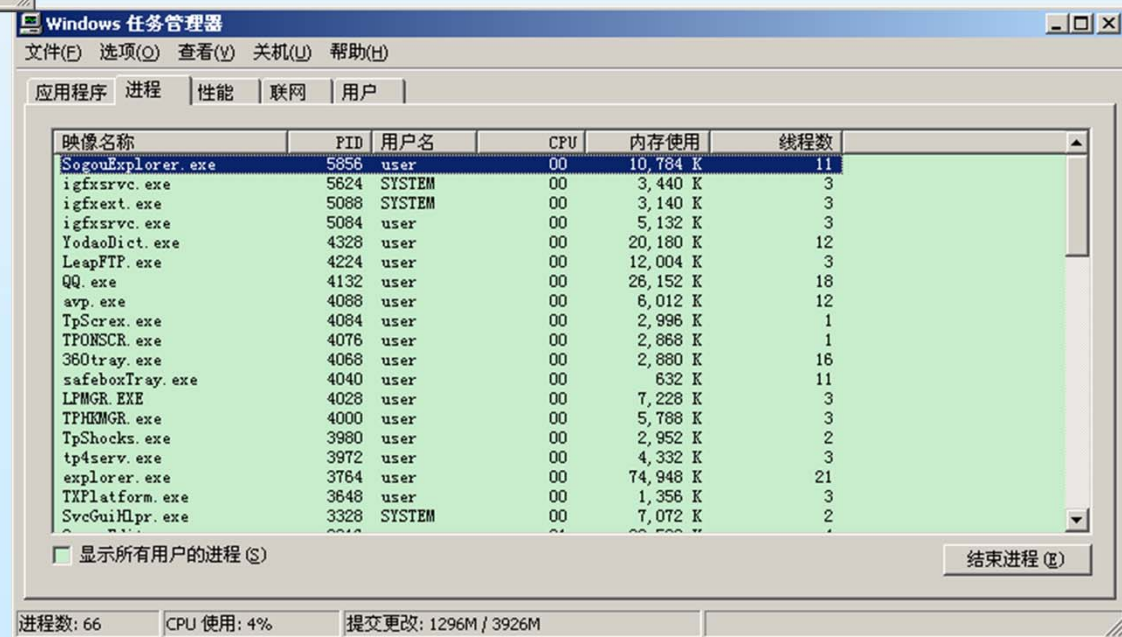 Windows 任务管理器
文件(F) 选项(O) 查看(V) 关机(U) 帮助(H)
应用程序 进程 性能 联网 用户
映像名称 PID 用户名 CPU 内存使用 线程数
SogouExplorer.exe 5856 user 00 10,784 K 11
igfxsrvc.exe 5624 SYSTEM 00 3,440 K 3
igfxext.exe 5088 SYSTEM 00 3,140 K 3
igfxsrvc.exe 5084 user 00 5,132 K 3
YodaoDict.exe 4328 user 00 20,180 K 12
LeapFTP.exe 4224 user 00 12,004 K 3
QQ.exe 4132 user 00 26,152 K 18
avp.exe 4088 user 00 6,012 K 12
TpScrex.exe 4084 user 00 2,996 K 1
TPONSCR.exe 4076 user 00 2,868 K 1
360tray.exe 4068 user 00 2,880 K 16
safeboxTray.exe 4040 user 00 632 K 11
LPMGR.EXE 4028 user 00 7,228 K 3
TPHKMGR.exe 4000 user 00 5,788 K 3
TpShocks.exe 3980 user 00 2,952 K 2
tp4serv.exe 3972 user 00 4,332 K 3
explorer.exe 3764 user 00 74,948 K 21
TXPlatform.exe 3648 user 00 1,356 K 3
SvcGuiHlpr.exe 3328 SYSTEM 00 7,072 K 2
显示所有用户的进程(S)
结束进程(E)
进程数: 66 CPU 使用: 4% 提交更改: 1296M / 3926M